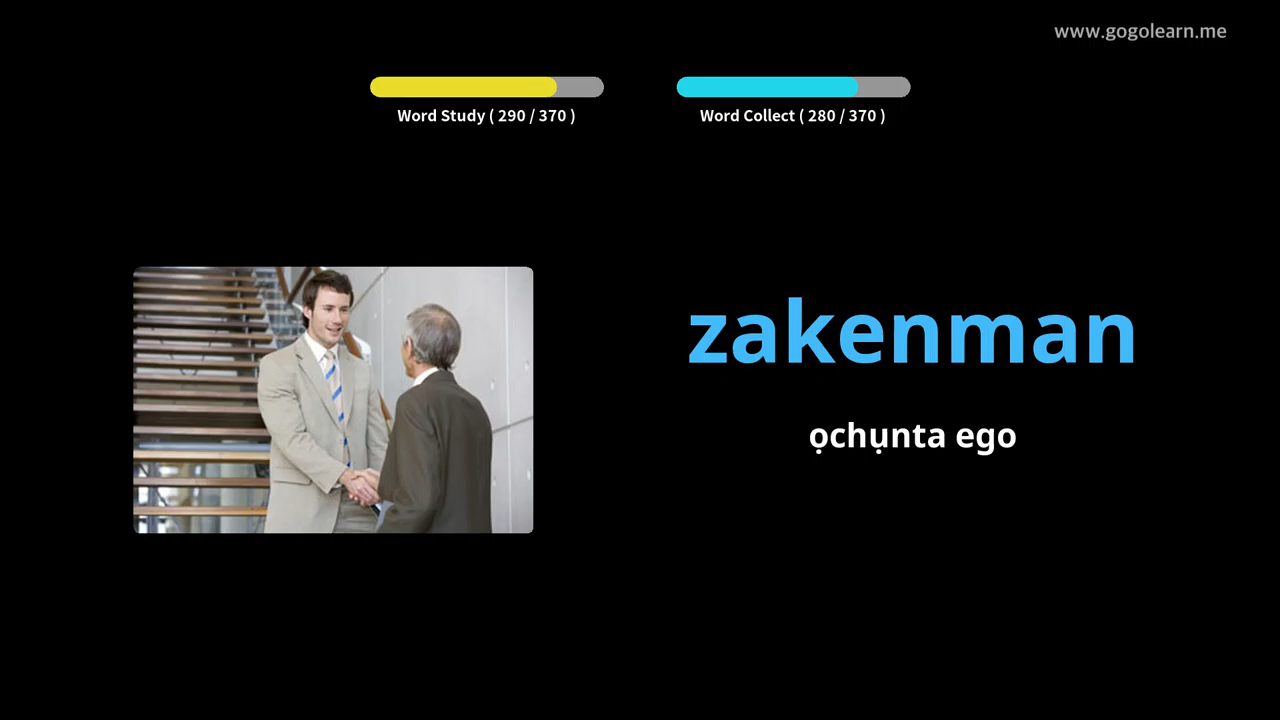 www.gogolearn.me
Word Study ( 290 / 370 )
Word Collect ( 280 / 370 )
zakenman
ọchụnta ego